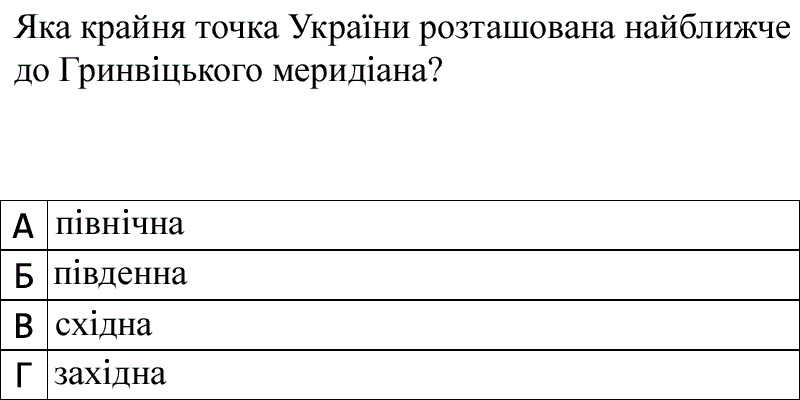 Яка крайня точка України розташована найближче
до Гринвіцького меридіана?
А північна
Б південна
В східна
Г західна